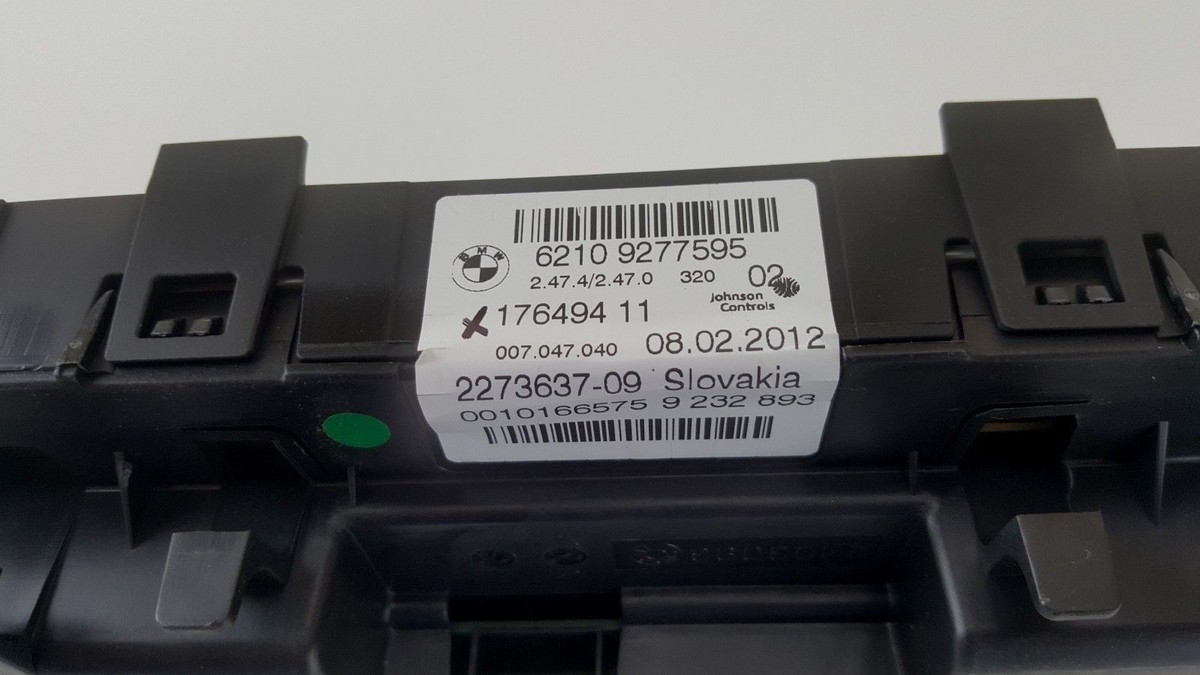 BMW
6210 9277595
2.47.4/2.47.0 320 02
Johnson
Controls
176494 11
007.047.040 08.02.2012
2273637-09 Slovakia
0010166575 9 232 893